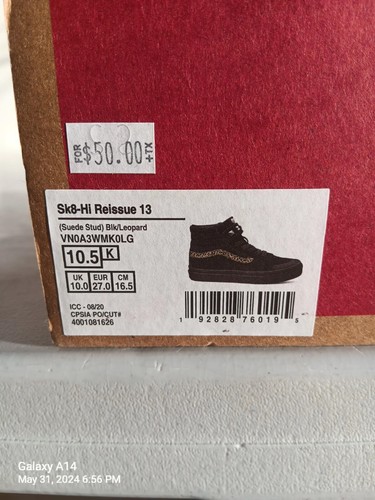 FOR
$50.00
+TX
Sk8-Hi Reissue 13
(Suede Stud) Blk/Leopard
VN0A3WMK0LG
10.5 K
UK EUR CM
10.0 27.0 16.5
ICC - 08/20
CPSIA PO/CUT#
4001081626
1 92828 76019 5
Galaxy A14
May 31, 2024 6:56 PM